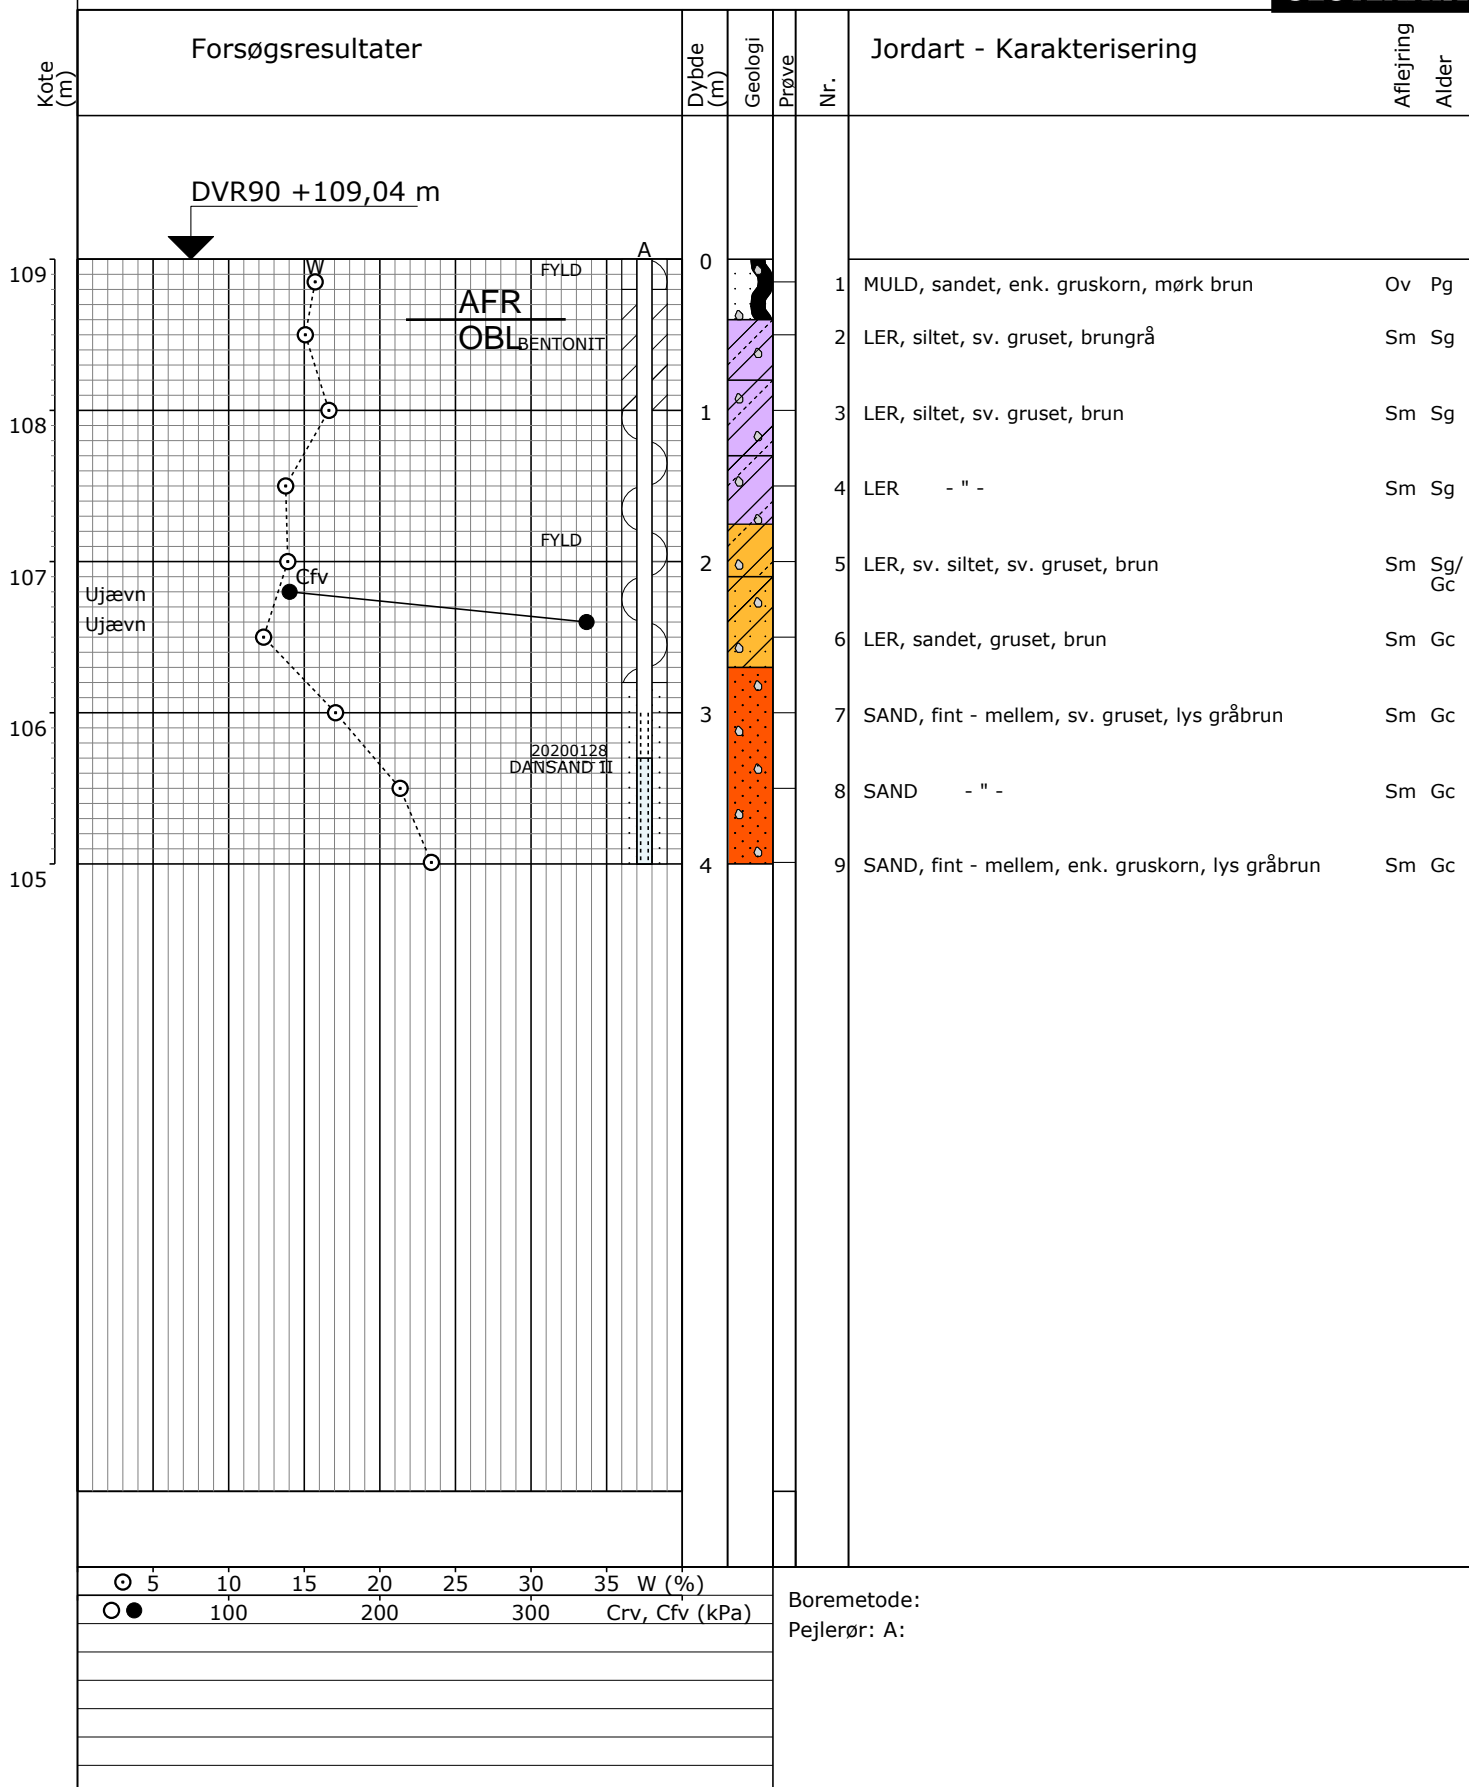 Kote (m)
Forsøgsresultater
Dybde (m)
Geologi
Prøve
Nr.
Jordart - Karakterisering
Aflejring
Alder
DVR90 +109,04 m
A
109
W
FYLD
0
1 MULD, sandet, enk. gruskorn, mørk brun Ov Pg
AFR
OBL
BENTONIT
2 LER, siltet, sv. gruset, brungrå Sm Sg
108
1
3 LER, siltet, sv. gruset, brun Sm Sg
4 LER - " - Sm Sg
FYLD
107
2
5 LER, sv. siltet, sv. gruset, brun Sm Sg/
Gc
Cfv
Ujævn
Ujævn
6 LER, sandet, gruset, brun Sm Gc
106
3
7 SAND, fint - mellem, sv. gruset, lys gråbrun Sm Gc
20200128
DANSAND II
8 SAND - " - Sm Gc
105
4
9 SAND, fint - mellem, enk. gruskorn, lys gråbrun Sm Gc
5 10 15 20 25 30 35 W (%)
100 200 300 Crv, Cfv (kPa)
Boremetode:
Pejlerør: A: